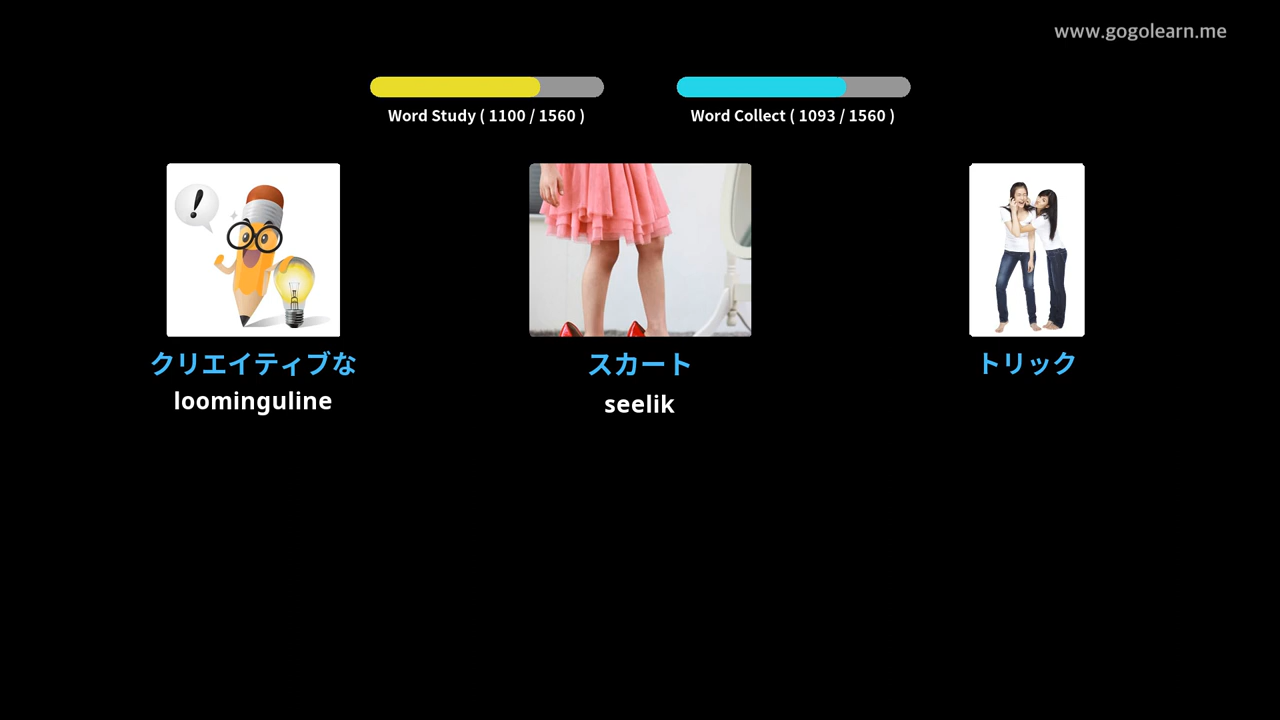 www.gogolearn.me
Word Study ( 1100 / 1560 )
Word Collect ( 1093 / 1560 )
!
クリエイティブな
スカート
トリック
loominguline
seelik